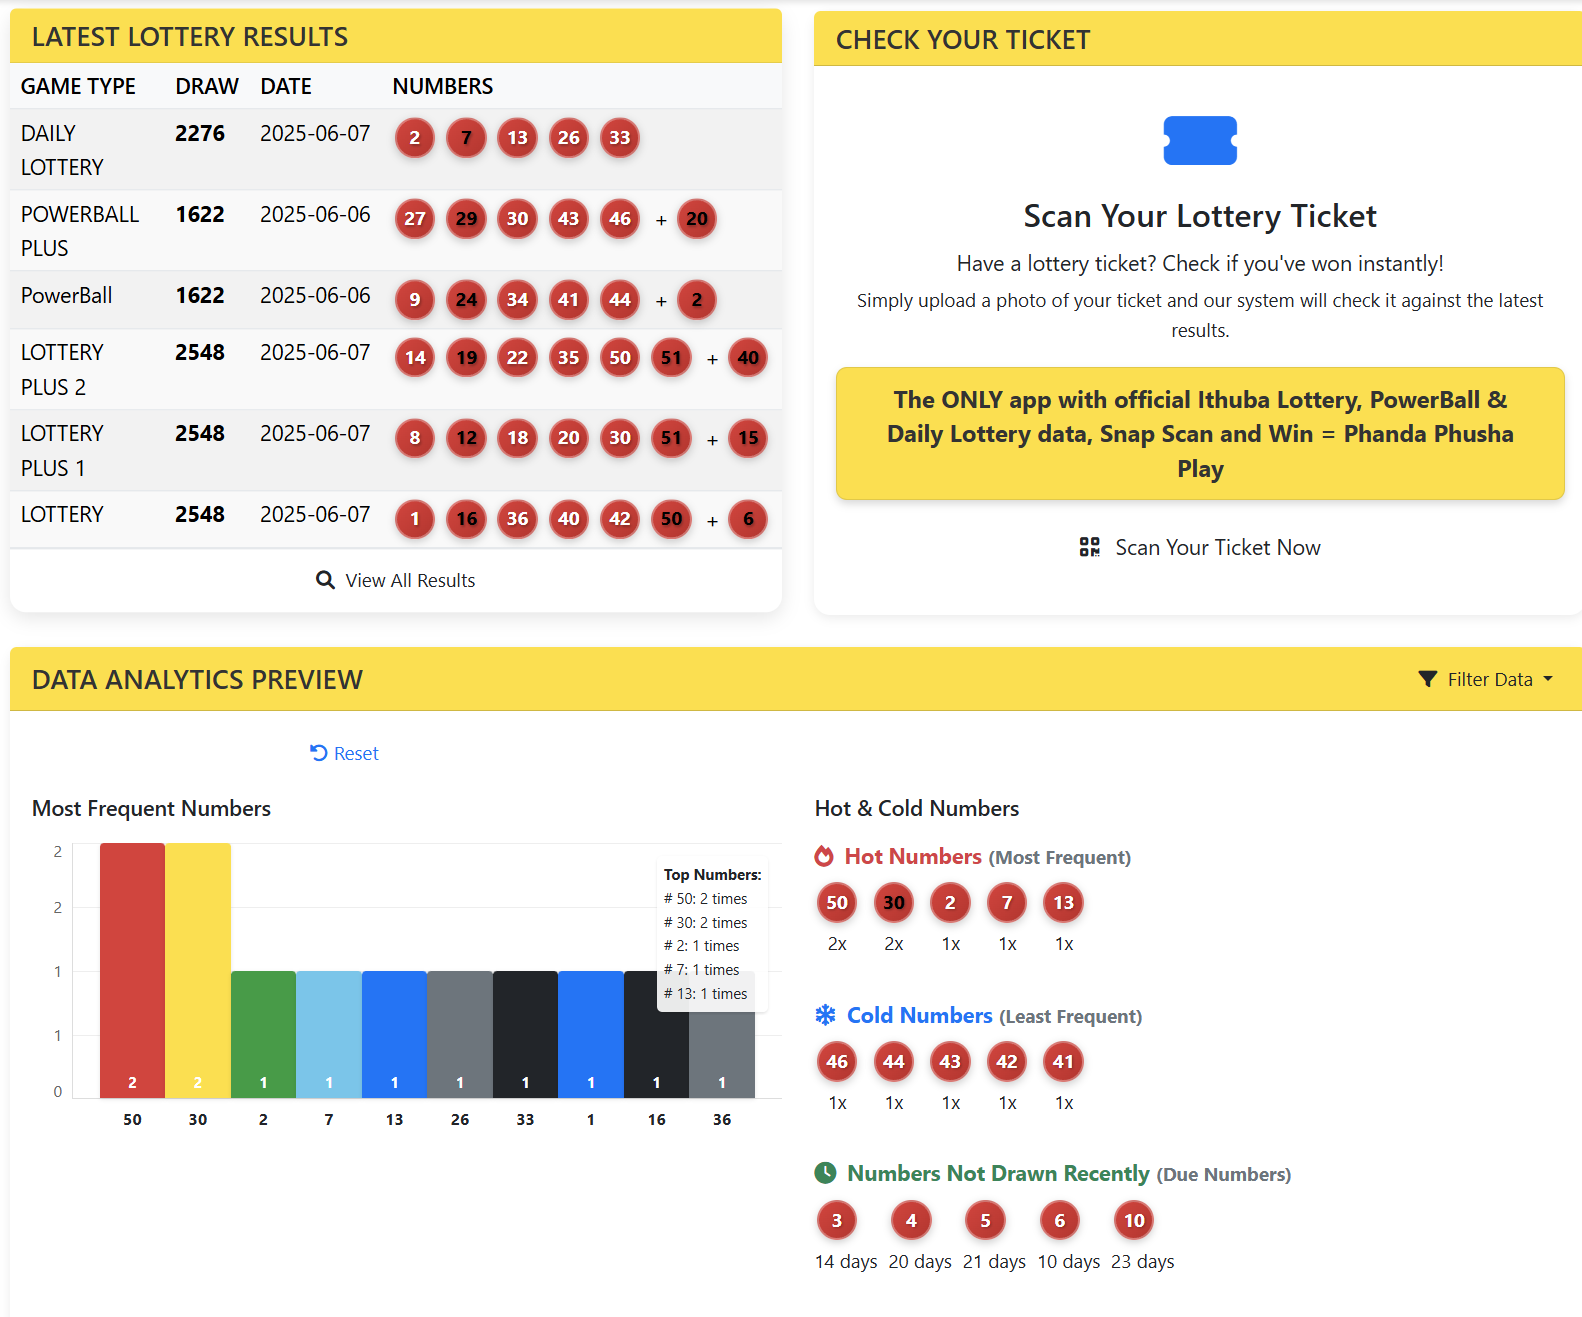 LATEST LOTTERY RESULTS
GAME TYPE DRAW DATE NUMBERS
DAILY LOTTERY 2276 2025-06-07 2 7 13 26 33
POWERBALL PLUS 1622 2025-06-06 27 29 30 43 46 + 20
PowerBall 1622 2025-06-06 9 24 34 41 44 + 2
LOTTERY PLUS 2 2548 2025-06-07 14 19 22 35 50 51 + 40
LOTTERY PLUS 1 2548 2025-06-07 8 12 18 20 30 51 + 15
LOTTERY 2548 2025-06-07 1 16 36 40 42 50 + 6
View All Results
CHECK YOUR TICKET
Scan Your Lottery Ticket
Have a lottery ticket? Check if you've won instantly!
Simply upload a photo of your ticket and our system will check it against the latest
results.
The ONLY app with official Ithuba Lottery, PowerBall &
Daily Lottery data, Snap Scan and Win = Phanda Phusha
Play
Scan Your Ticket Now
DATA ANALYTICS PREVIEW
Filter Data
Reset
Most Frequent Numbers
2
2
1
1
0
Top Numbers:
# 50: 2 times
# 30: 2 times
# 2: 1 times
# 7: 1 times
# 13: 1 times
2 2 1 1 1 1 1 1 1 1
50 30 2 7 13 26 33 1 16 36
Hot & Cold Numbers
Hot Numbers (Most Frequent)
50 30 2 7 13
2x 2x 1x 1x 1x
Cold Numbers (Least Frequent)
46 44 43 42 41
1x 1x 1x 1x 1x
Numbers Not Drawn Recently (Due Numbers)
3 4 5 6 10
14 days 20 days 21 days 10 days 23 days